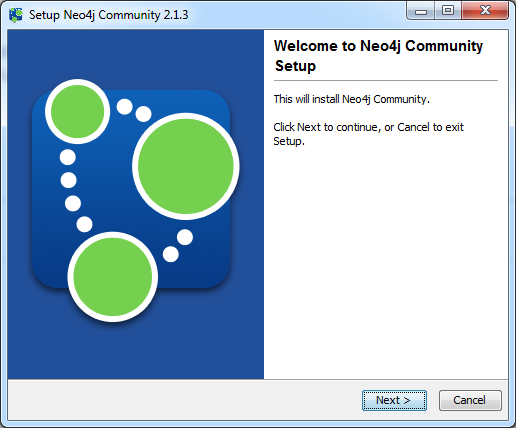 Setup Neo4j Community 2.1.3
Welcome to Neo4j Community
Setup
This will install Neo4j Community.
Click Next to continue, or Cancel to exit
Setup.
Next >
Cancel